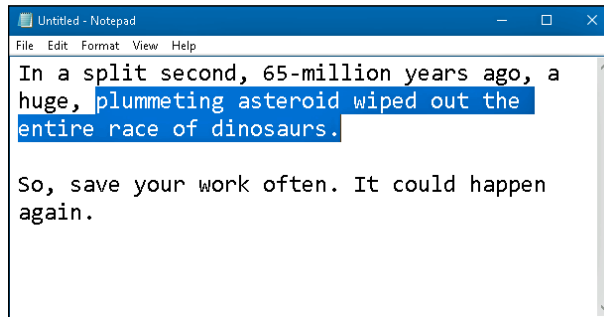 Untitled - Notepad
File Edit Format View Help
In a split second, 65-million years ago, a
huge, plummeting asteroid wiped out the
entire race of dinosaurs.
So, save your work often. It could happen
again.